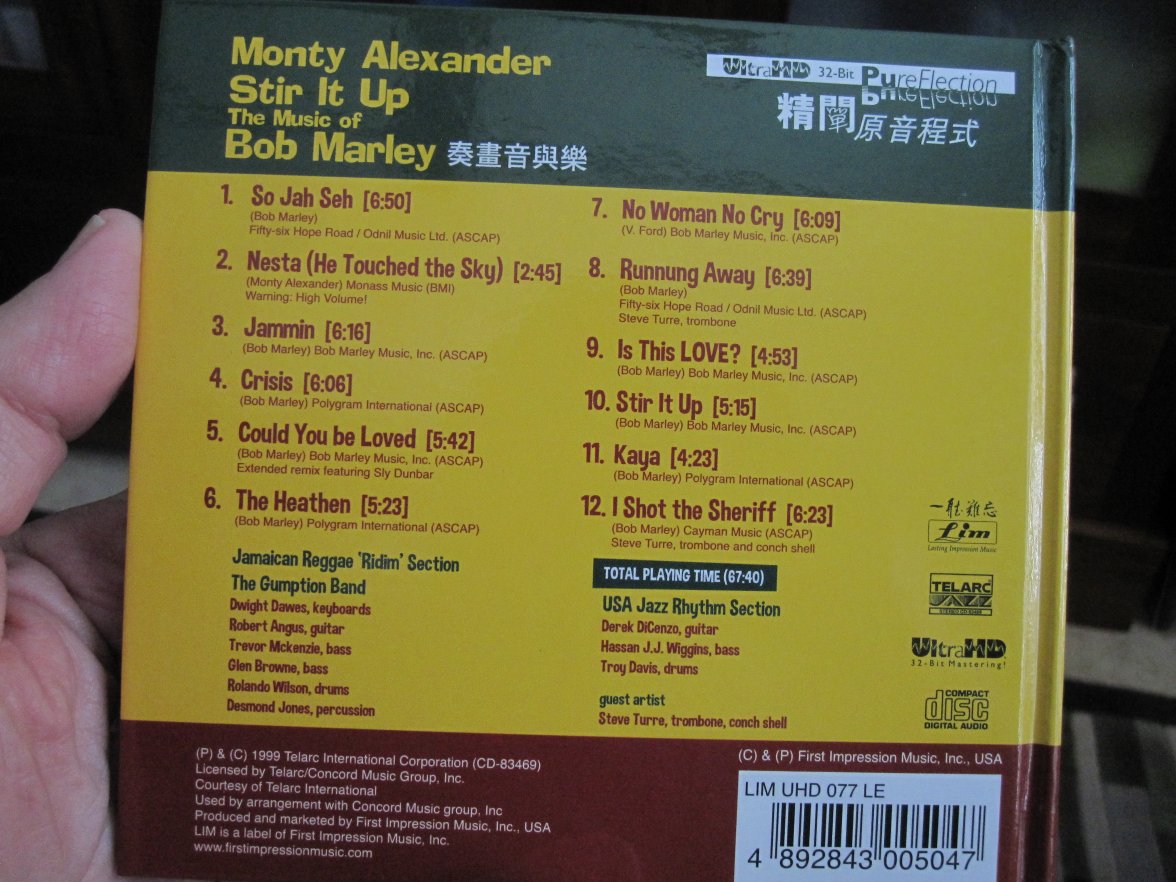 Monty Alexander
Stir It Up
The Music of
Bob Marley 奏畫音與樂
UltraHD 32-Bit PureFlection
PureFlection
精闡原音程式
1. So Jah Seh [6:50]
(Bob Marley)
Fifty-six Hope Road / Odnil Music Ltd. (ASCAP)
2. Nesta (He Touched the Sky) [2:45]
(Monty Alexander) Monass Music (BMI)
Warning: High Volume!
3. Jammin [6:16]
(Bob Marley) Bob Marley Music, Inc. (ASCAP)
4. Crisis [6:06]
(Bob Marley) Polygram International (ASCAP)
5. Could You be Loved [5:42]
(Bob Marley) Bob Marley Music, Inc. (ASCAP)
Extended remix featuring Sly Dunbar
6. The Heathen [5:23]
(Bob Marley) Polygram International (ASCAP)
Jamaican Reggae 'Ridim' Section
The Gumption Band
Dwight Dawes, keyboards
Robert Angus, guitar
Trevor Mckenzie, bass
Glen Browne, bass
Rolando Wilson, drums
Desmond Jones, percussion
7. No Woman No Cry [6:09]
(V. Ford) Bob Marley Music, Inc. (ASCAP)
8. Runnung Away [6:39]
(Bob Marley)
Fifty-six Hope Road / Odnil Music Ltd. (ASCAP)
Steve Turre, trombone
9. Is This LOVE? [4:53]
(Bob Marley) Bob Marley Music, Inc. (ASCAP)
10. Stir It Up [5:15]
(Bob Marley) Bob Marley Music, Inc. (ASCAP)
11. Kaya [4:23]
(Bob Marley) Polygram International (ASCAP)
12. I Shot the Sheriff [6:23]
(Bob Marley) Cayman Music (ASCAP)
Steve Turre, trombone and conch shell
TOTAL PLAYING TIME (67:40)
USA Jazz Rhythm Section
Derek DiCenzo, guitar
Hassan J.J. Wiggins, bass
Troy Davis, drums
guest artist
Steve Turre, trombone, conch shell
一聽難忘
Lim
Lasting Impression Music
TELARC
JAZZ
STEREO CD-83469
UltraHD
32-Bit Mastering!
COMPACT
disc
DIGITAL AUDIO
(P) & (C) 1999 Telarc International Corporation (CD-83469)
Licensed by Telarc/Concord Music Group, Inc.
Courtesy of Telarc International
Used by arrangement with Concord Music group, Inc
Produced and marketed by First Impression Music, Inc., USA
LIM is a label of First Impression Music, Inc.
www.firstimpressionmusic.com
(C) & (P) First Impression Music, Inc., USA
LIM UHD 077 LE
4 892843 005047